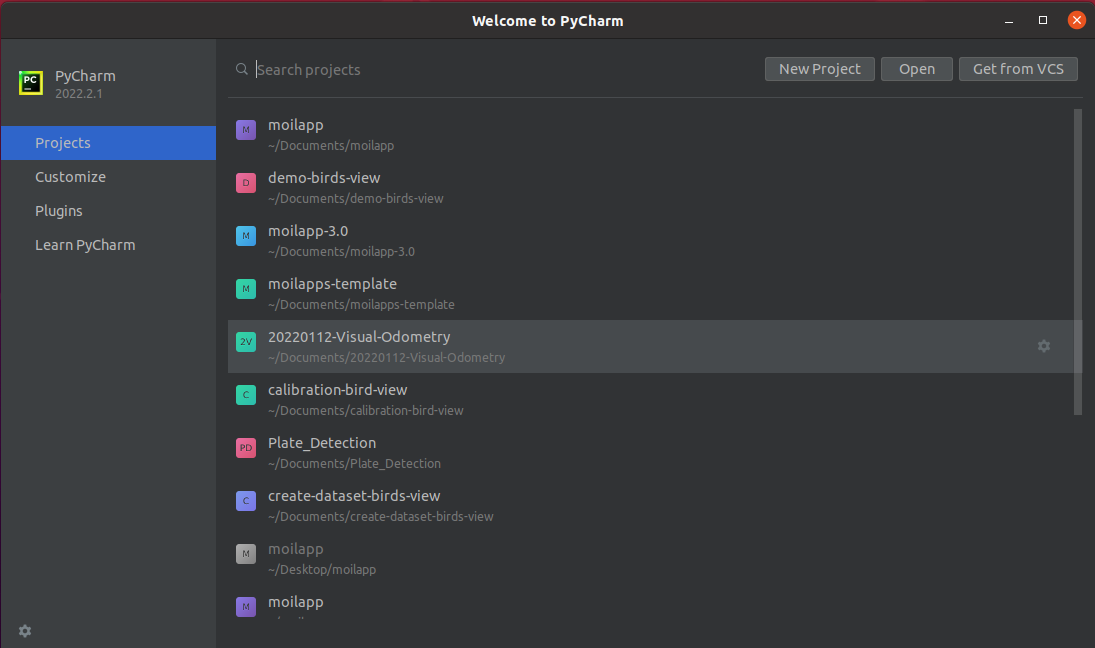 Welcome to PyCharm
PC
PyCharm
2022.2.1
Projects
Customize
Plugins
Learn PyCharm
Search projects
New Project
Open
Get from VCS
M
moilapp
~/Documents/moilapp
D
demo-birds-view
~/Documents/demo-birds-view
M
moilapp-3.0
~/Documents/moilapp-3.0
M
moilapps-template
~/Documents/moilapps-template
2V
20220112-Visual-Odometry
~/Documents/20220112-Visual-Odometry
C
calibration-bird-view
~/Documents/calibration-bird-view
PD
Plate_Detection
~/Documents/Plate_Detection
C
create-dataset-birds-view
~/Documents/create-dataset-birds-view
M
moilapp
~/Desktop/moilapp
M
moilapp